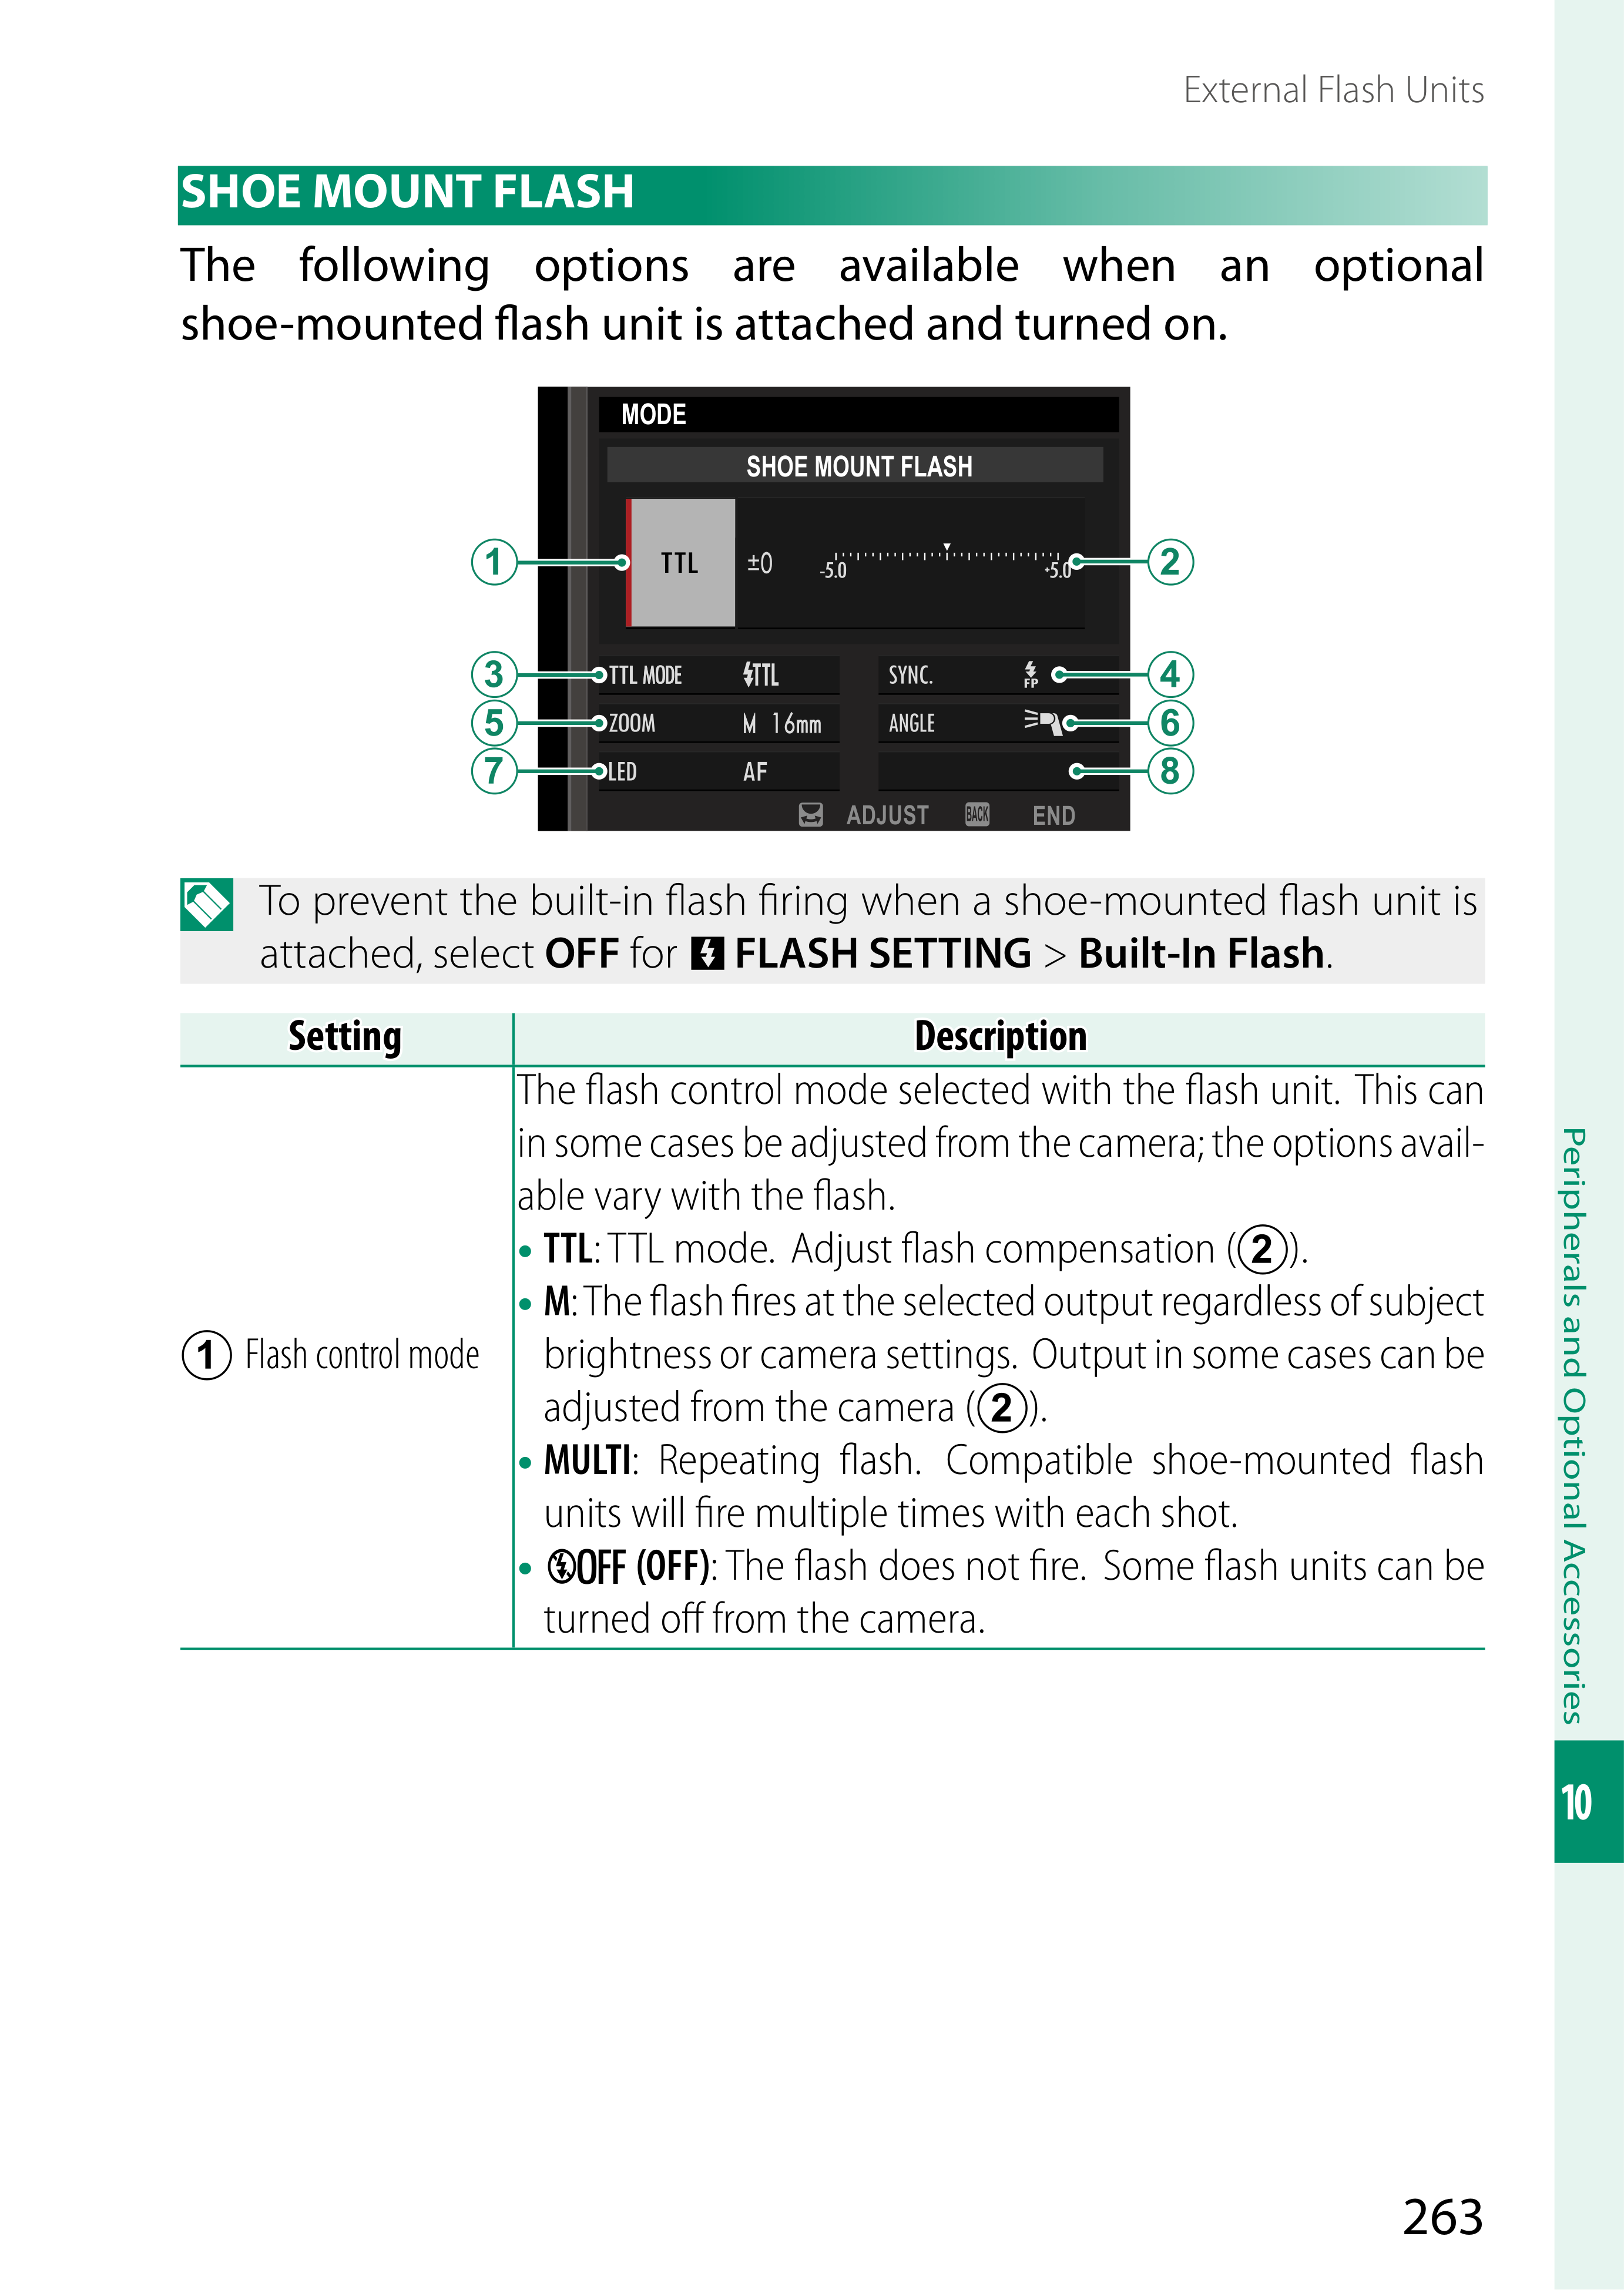 External Flash Units
SHOE MOUNT FLASH
The following options are available when an optional
shoe-mounted flash unit is attached and turned on.
MODE
SHOE MOUNT FLASH
1 TTL ±0 -5.0 +5.0 2
3 TTL MODE TTL SYNC. FP 4
5 ZOOM M 16mm ANGLE 6
7 LED AF 8
ADJUST BACK END
To prevent the built-in flash firing when a shoe-mounted flash unit is
attached, select OFF for FLASH SETTING > Built-In Flash.
Setting Description
The flash control mode selected with the flash unit. This can
in some cases be adjusted from the camera; the options avail-
able vary with the flash.
• TTL: TTL mode. Adjust flash compensation (②).
• M: The flash fires at the selected output regardless of subject
① Flash control mode brightness or camera settings. Output in some cases can be
adjusted from the camera (②).
• MULTI: Repeating flash. Compatible shoe-mounted flash
units will fire multiple times with each shot.
• OFF (OFF): The flash does not fire. Some flash units can be
turned off from the camera.
Peripherals and Optional Accessories
10
263